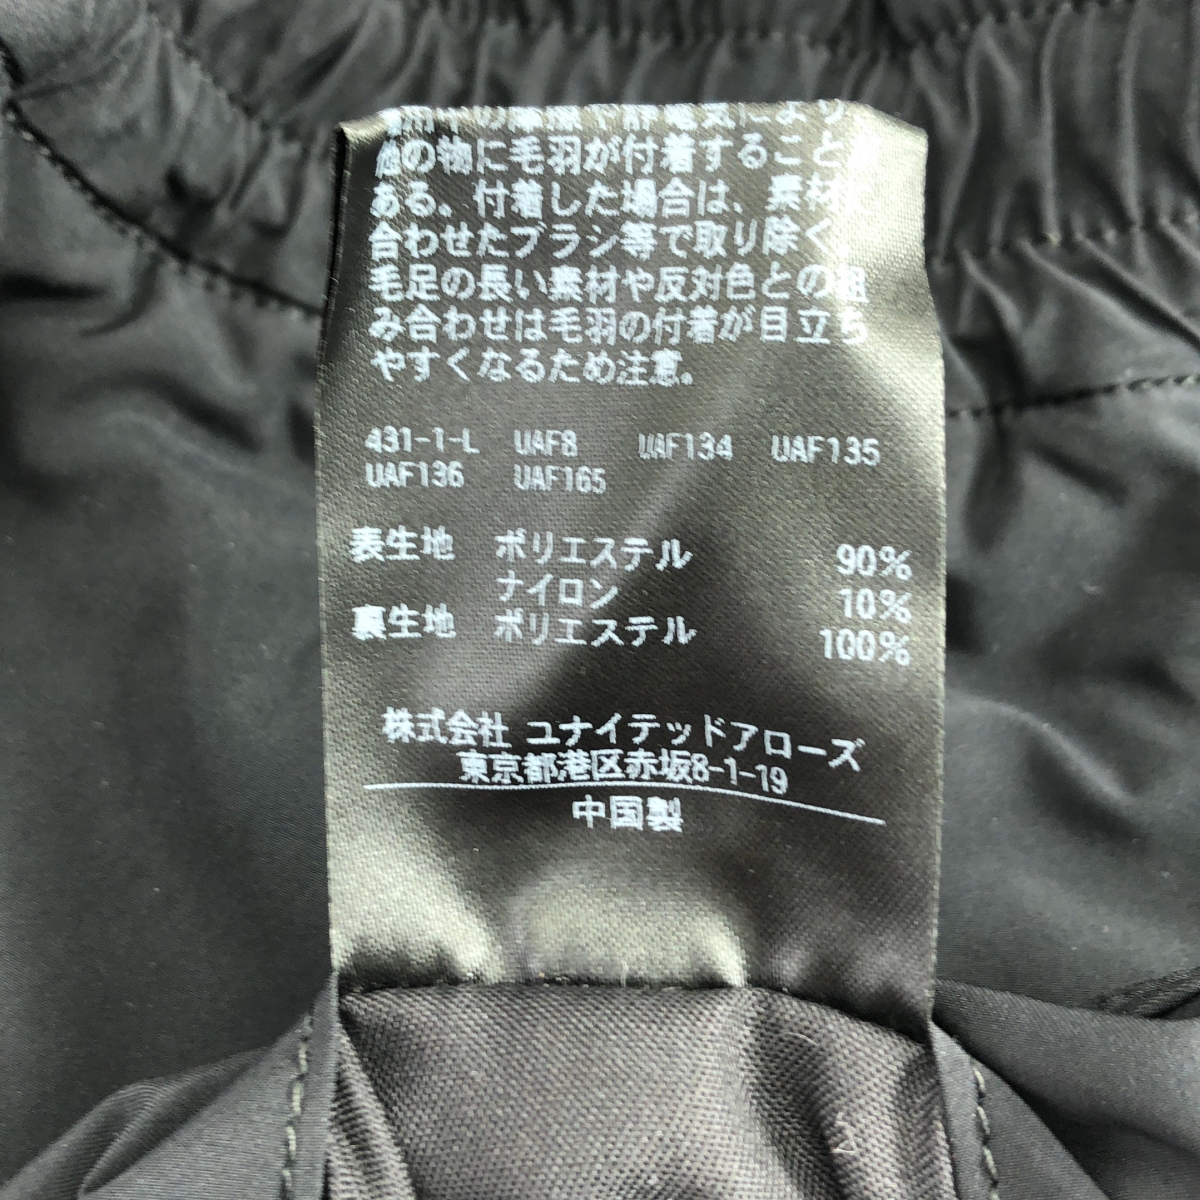 他の物に毛羽が付着すること
ある。付着した場合は、素材
合わせたブラシ等で取り除く
毛足の長い素材や反対色との組
み合わせは毛羽の付着が目立ち
やすくなるため注意。
431-1-L UAF8 UAF134 UAF135
UAF136 UAF165
表生地 ポリエステル 90%
ナイロン 10%
裏生地 ポリエステル 100%
株式会社 ユナイテッドアローズ
東京都港区赤坂8-1-19
中国製